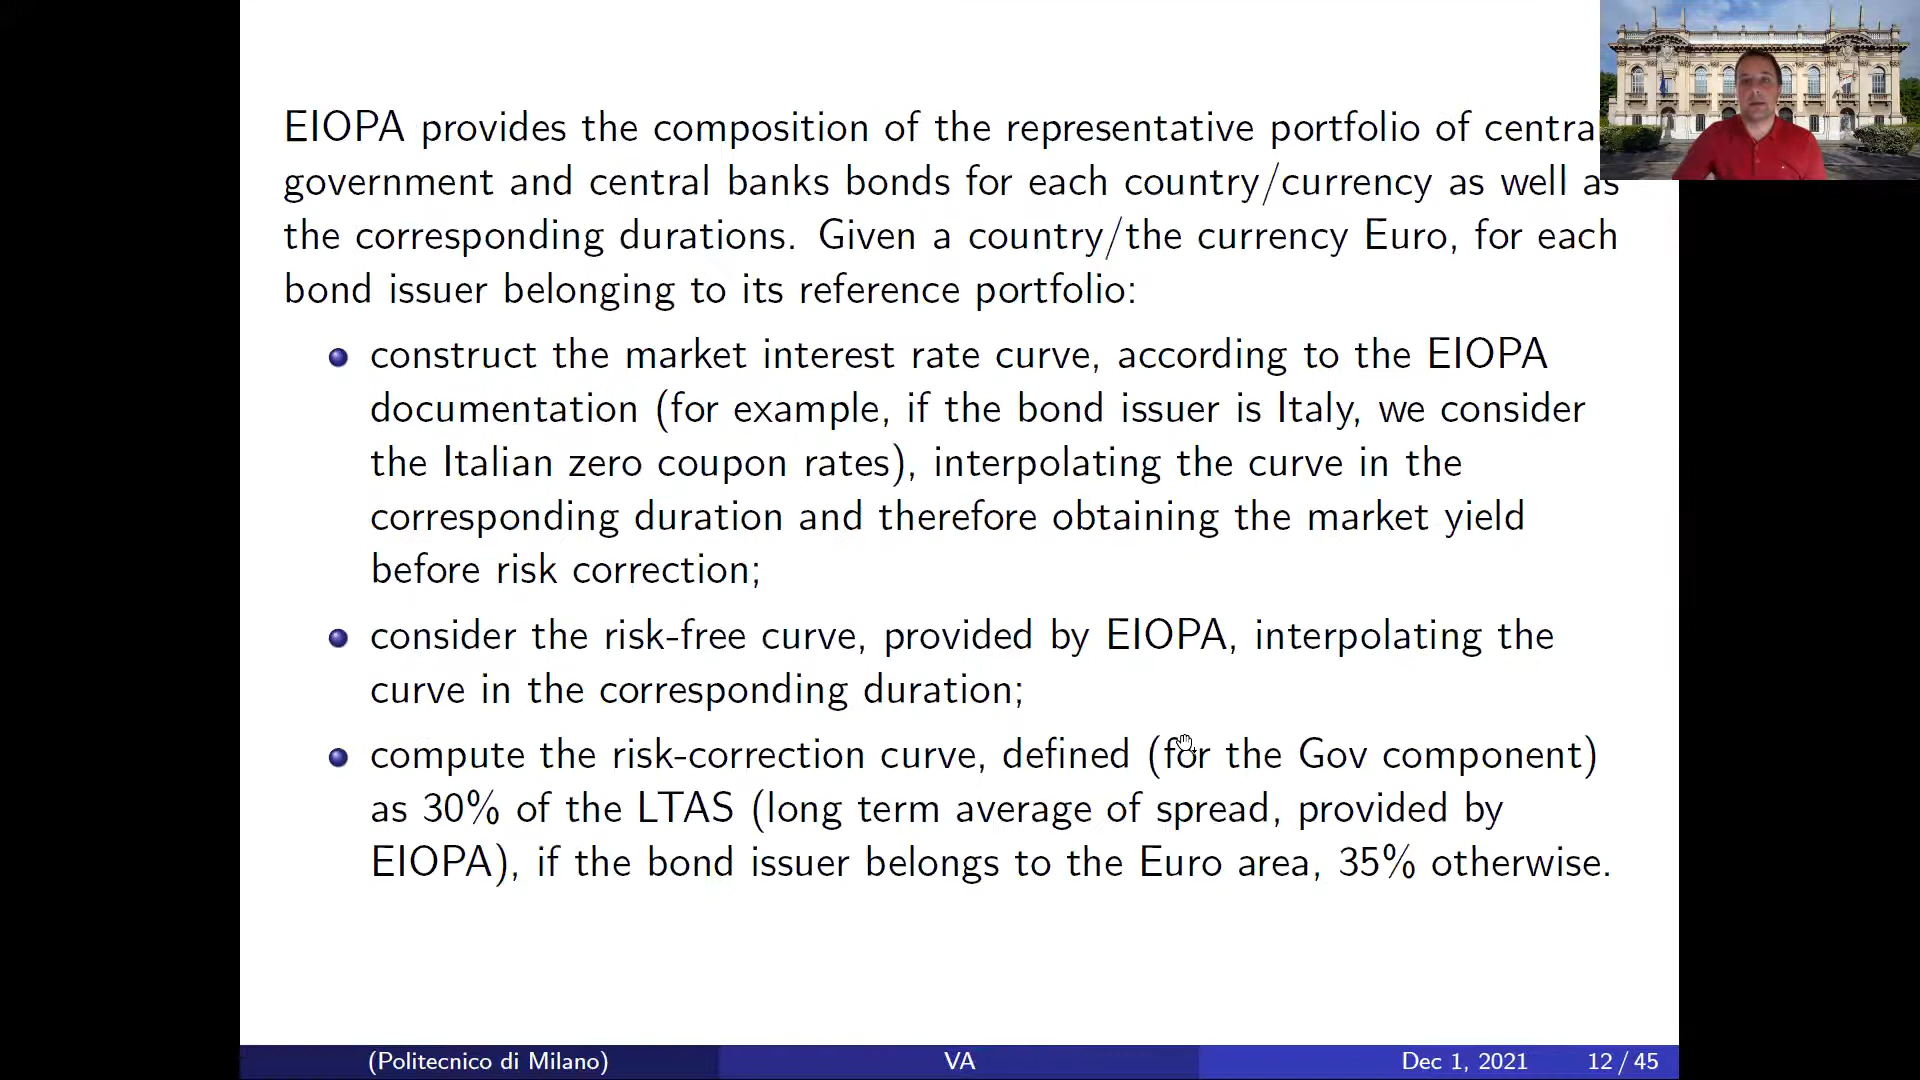 EIOPA provides the composition of the representative portfolio of centra
government and central banks bonds for each country/currency as well as
the corresponding durations. Given a country/the currency Euro, for each
bond issuer belonging to its reference portfolio:
construct the market interest rate curve, according to the EIOPA
documentation (for example, if the bond issuer is Italy, we consider
the Italian zero coupon rates), interpolating the curve in the
corresponding duration and therefore obtaining the market yield
before risk correction;
consider the risk-free curve, provided by EIOPA, interpolating the
curve in the corresponding duration;
compute the risk-correction curve, defined (for the Gov component)
as 30% of the LTAS (long term average of spread, provided by
EIOPA), if the bond issuer belongs to the Euro area, 35% otherwise.
(Politecnico di Milano) VA Dec 1, 2021 12 / 45